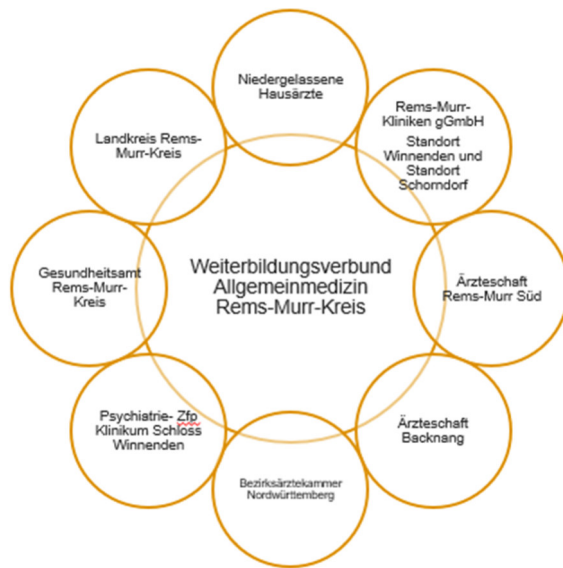 Niedergelassene
Hausärzte
Rems-Murr-
Kliniken gGmbH
Standort
Winnenden und
Standort
Schorndorf
Ärzteschaft
Rems-Murr Süd
Ärzteschaft
Backnang
Bezirksärztekammer
Nordwürttemberg
Psychiatrie- Zfp
Klinikum Schloss
Winnenden
Gesundheitsamt
Rems-Murr-
Kreis
Landkreis Rems-
Murr-Kreis
Weiterbildungsverbund
Allgemeinmedizin
Rems-Murr-Kreis